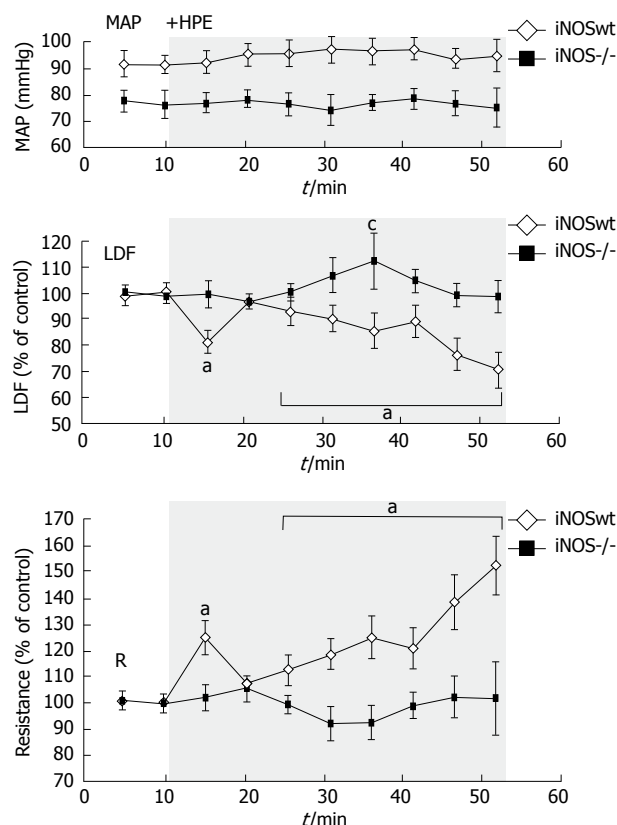 MAP +HPE
iNOSwt
iNOS-/-
MAP (mmHg)
100
90
80
70
60
0 10 20 30 40 50 60
t/min
LDF
c
iNOSwt
iNOS-/-
LDF (% of control)
120
110
100
90
80
70
60
50
a
a
0 10 20 30 40 50 60
t/min
R
a
iNOSwt
iNOS-/-
Resistance (% of control)
170
160
150
140
130
120
110
100
90
80
70
a
0 10 20 30 40 50 60
t/min